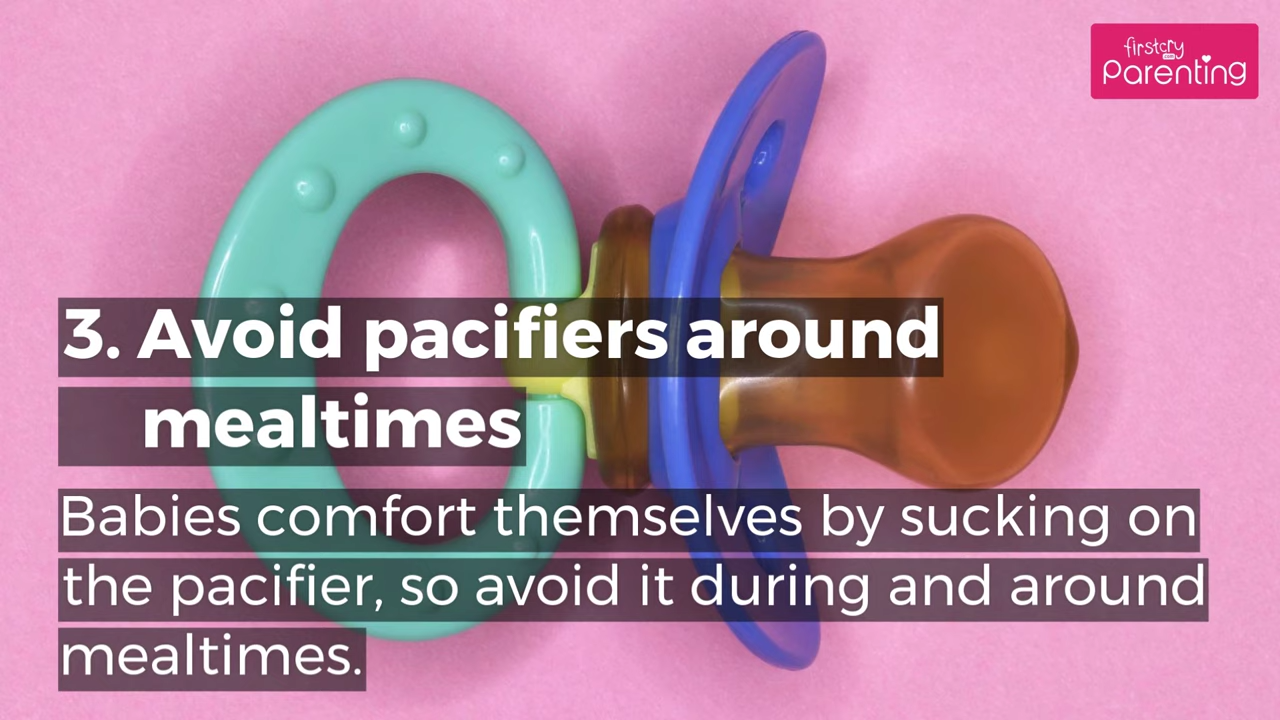 firstcry
.com
Parenting
3. Avoid pacifiers around
mealtimes
Babies comfort themselves by sucking on
the pacifier, so avoid it during and around
mealtimes.